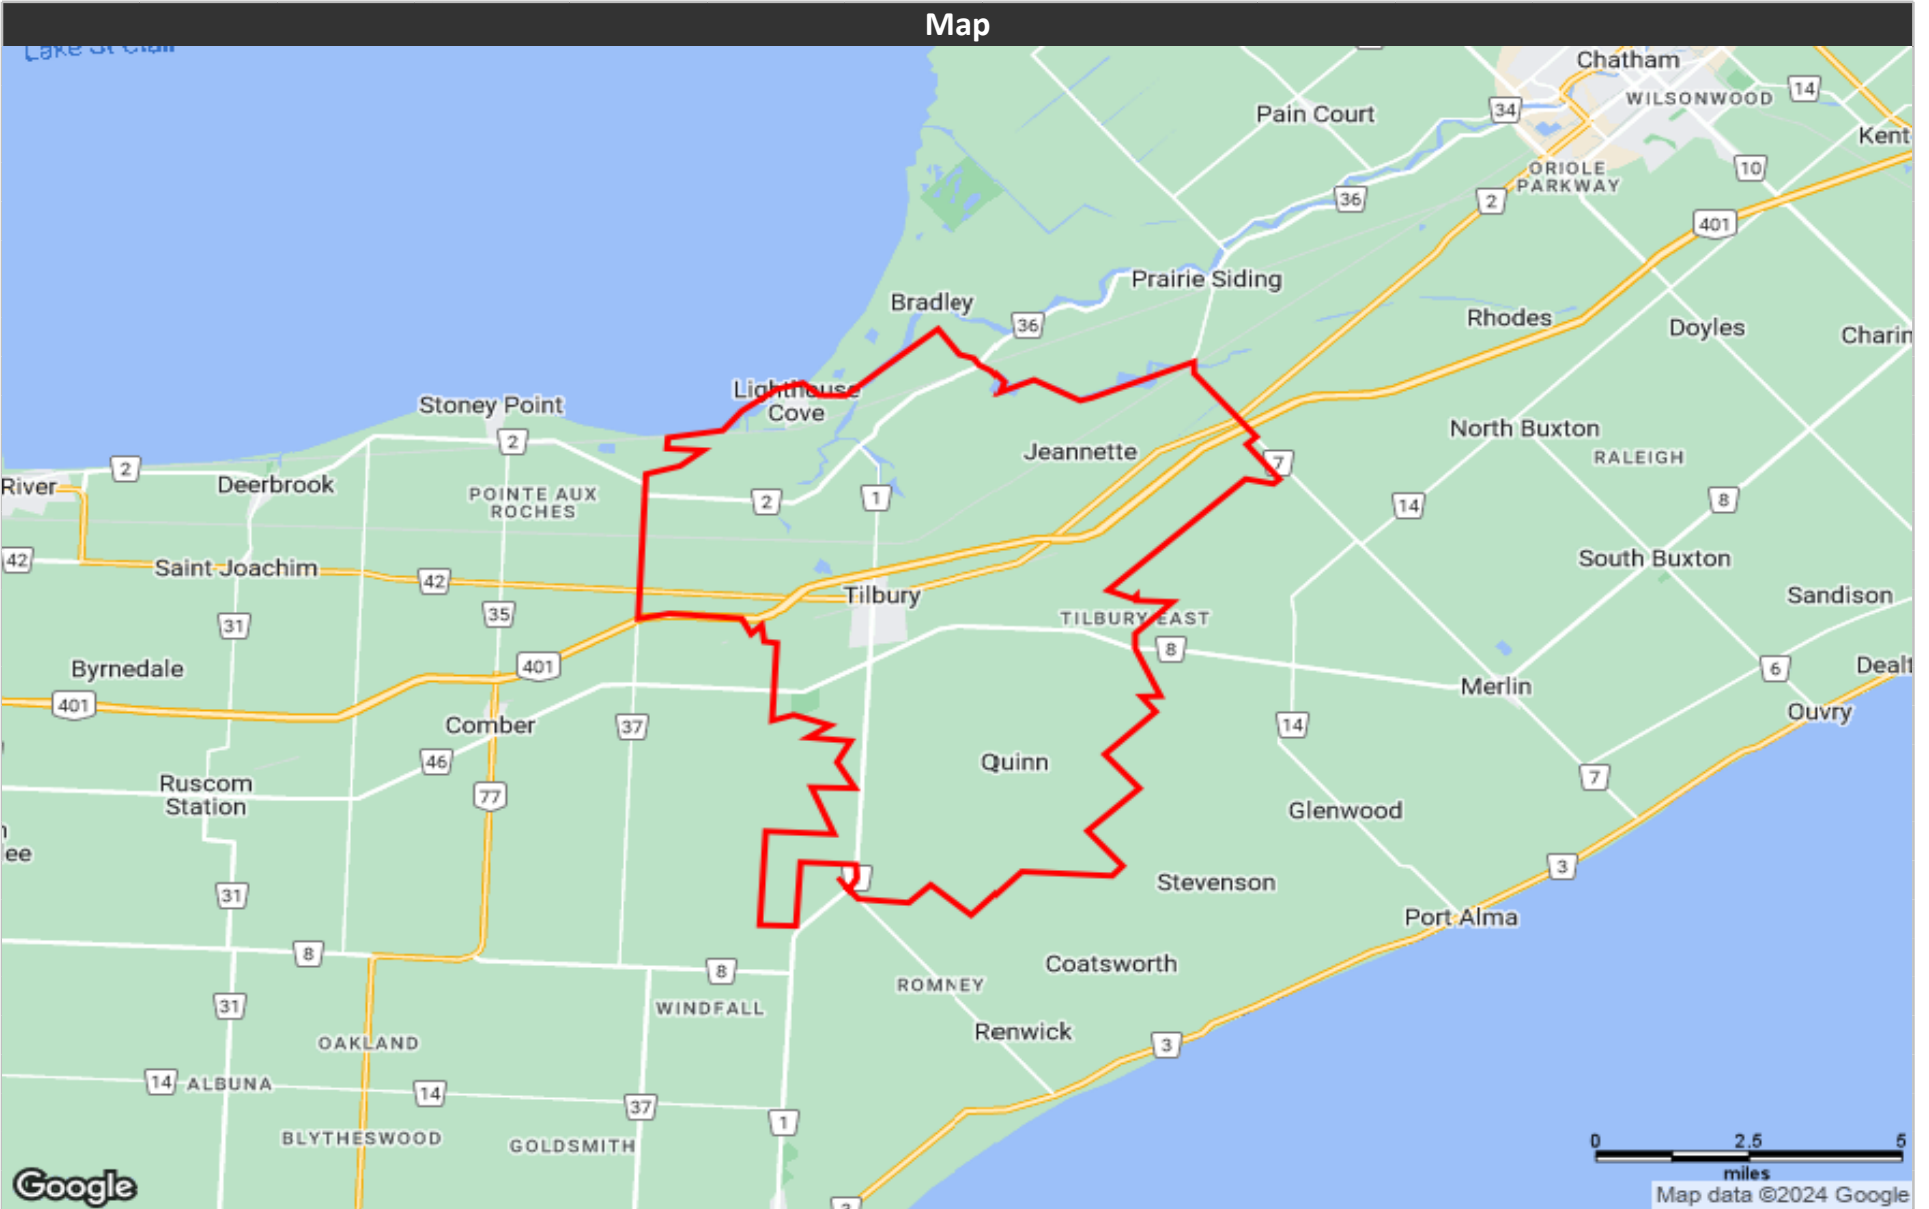 Map
Lake St Clair
Chatham
WILSONWOOD
14
34
Pain Court
Kent
ORIOLE
PARKWAY
10
36
2
401
Prairie Siding
Bradley
36
Rhodes
Doyles
Charin
Lighthouse
Cove
Stoney Point
2
2
River
Deerbrook
POINTE AUX
ROCHES
2
1
Jeannette
7
North Buxton
RALEIGH
14
8
42
Saint Joachim
42
South Buxton
Tilbury
35
31
TILBURY EAST
Sandison
8
Byrnedale
401
401
Merlin
6
Dealt
Ouvry
Comber
37
14
46
Quinn
7
Ruscom
Station
77
Glenwood
ee
3
31
Stevenson
Port Alma
8
8
Coatsworth
ROMNEY
WINDFALL
31
Renwick
OAKLAND
3
14
ALBUNA
14
37
1
BLYTHESWOOD
GOLDSMITH
0
2.5
5
miles
Google
Map data ©2024 Google